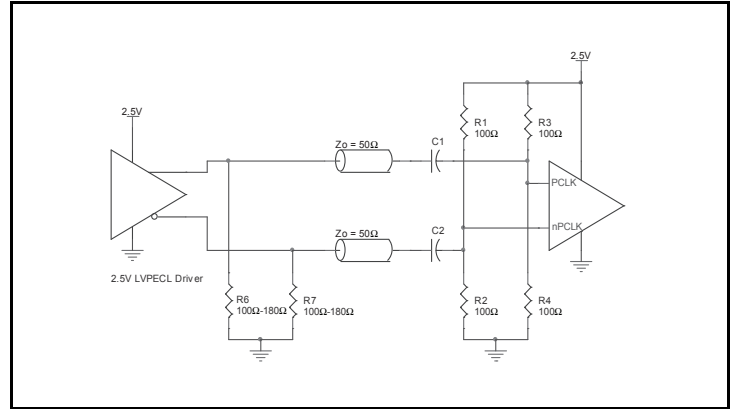 2.5V
2.5V
R1
100Ω
R3
100Ω
Zo = 50Ω
C1
PCLK
nPCLK
Zo = 50Ω
C2
2.5V LVPECL Driver
R6
100Ω-180Ω
R7
100Ω-180Ω
R2
100Ω
R4
100Ω